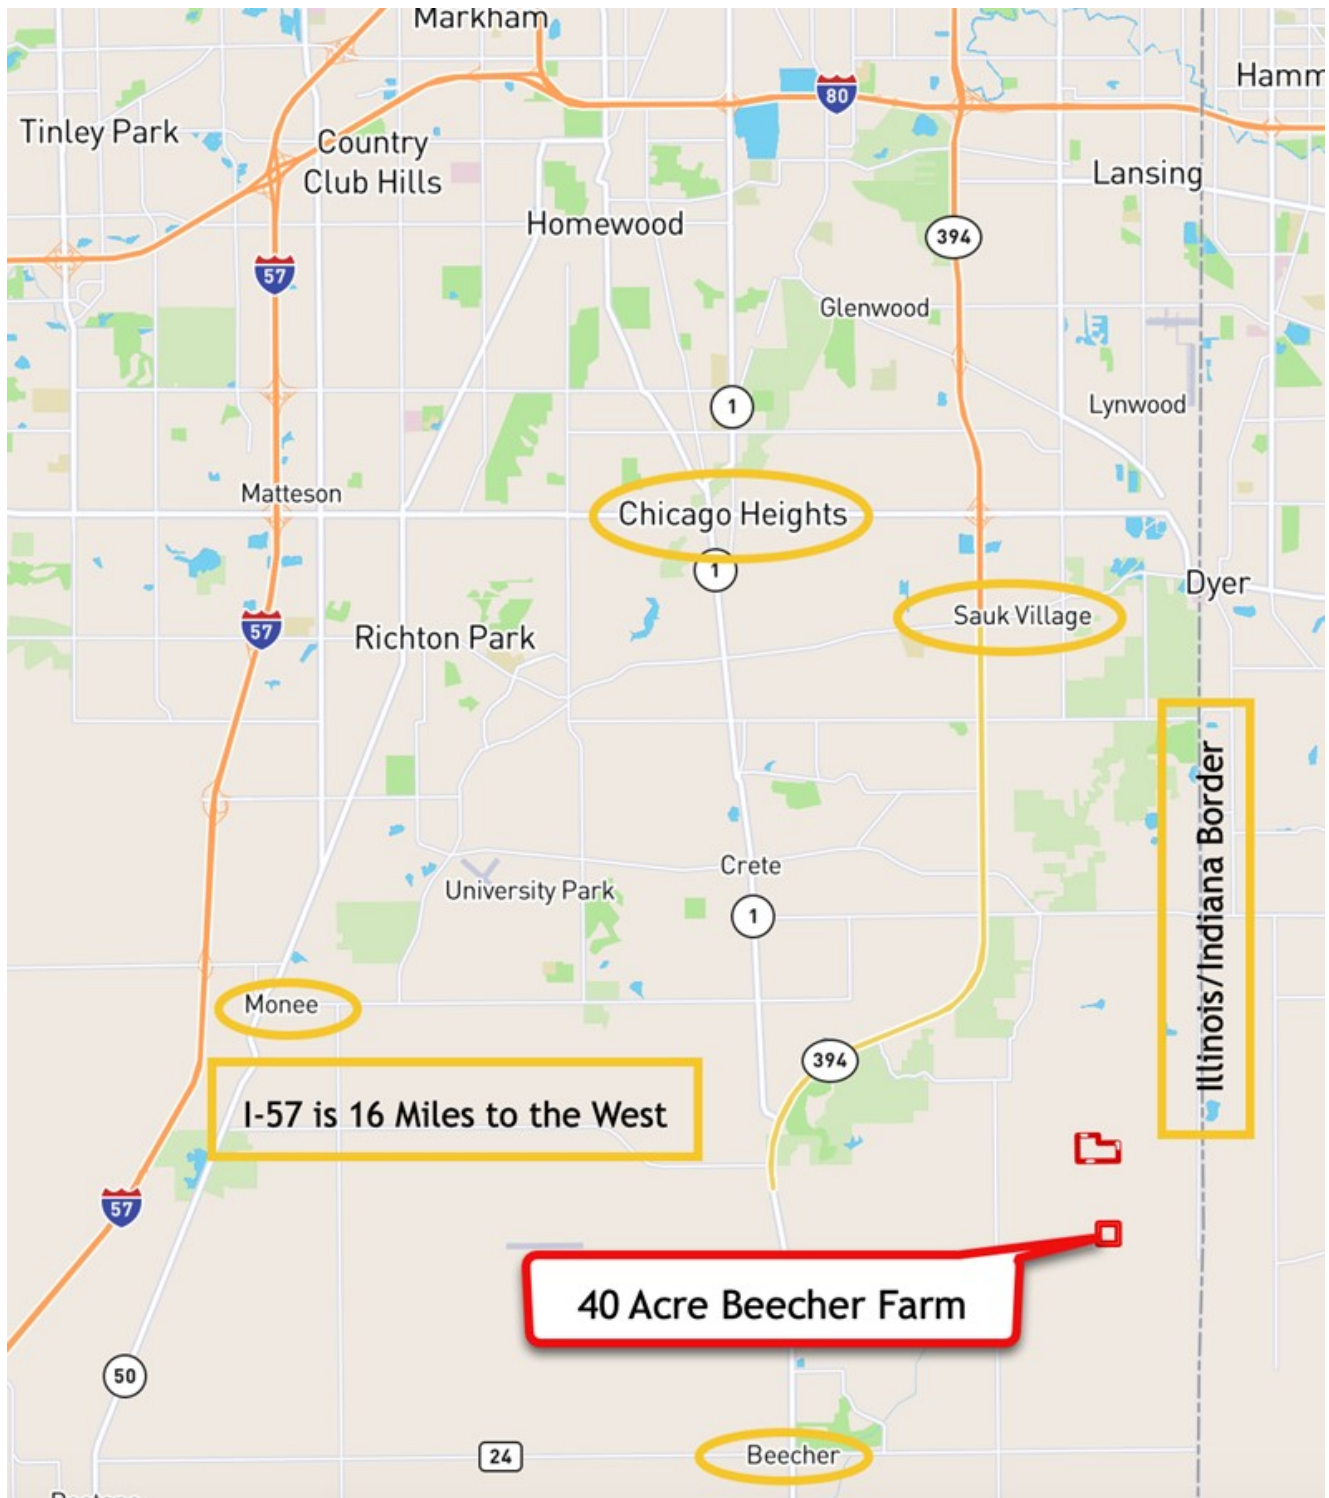 Markham
80
Hamm
Tinley Park
Country
Club Hills
Lansing
Homewood
394
57
Glenwood
1
Lynwood
Matteson
Chicago Heights
1
Dyer
Sauk Village
57
Richton Park
Illinois/Indiana Border
Crete
University Park
1
Monee
394
I-57 is 16 Miles to the West
57
40 Acre Beecher Farm
50
Beecher
24